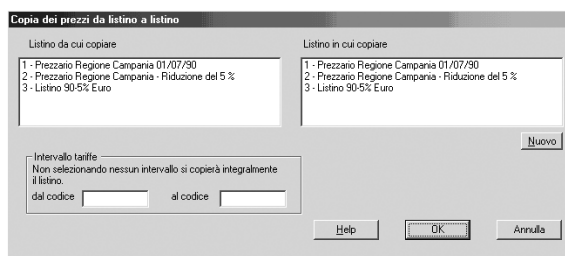 Copia dei prezzi da listino a listino
Listino da cui copiare
1 - Prezzario Regione Campania 01/07/90
2 - Prezzario Regione Campania - Riduzione del 5 %
3 - Listino 90-5% Euro
Listino in cui copiare
1 - Prezzario Regione Campania 01/07/90
2 - Prezzario Regione Campania - Riduzione del 5 %
3 - Listino 90-5% Euro
Nuovo
Intervallo tariffe
Non selezionando nessun intervallo si copierà integralmente
il listino.
dal codice
al codice
Help
OK
Annulla